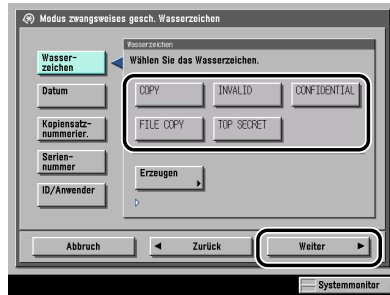 Modus zwangsweises gesch. Wasserzeichen
Wasserzeichen
Wasser-
zeichen
Wählen Sie das Wasserzeichen.
Datum
COPY INVALID CONFIDENTIAL
Kopiensatz-
nummerier.
FILE COPY TOP SECRET
Serien-
nummer
Erzeugen
ID/Anwender
Abbruch Zurück Weiter
Systemmonitor